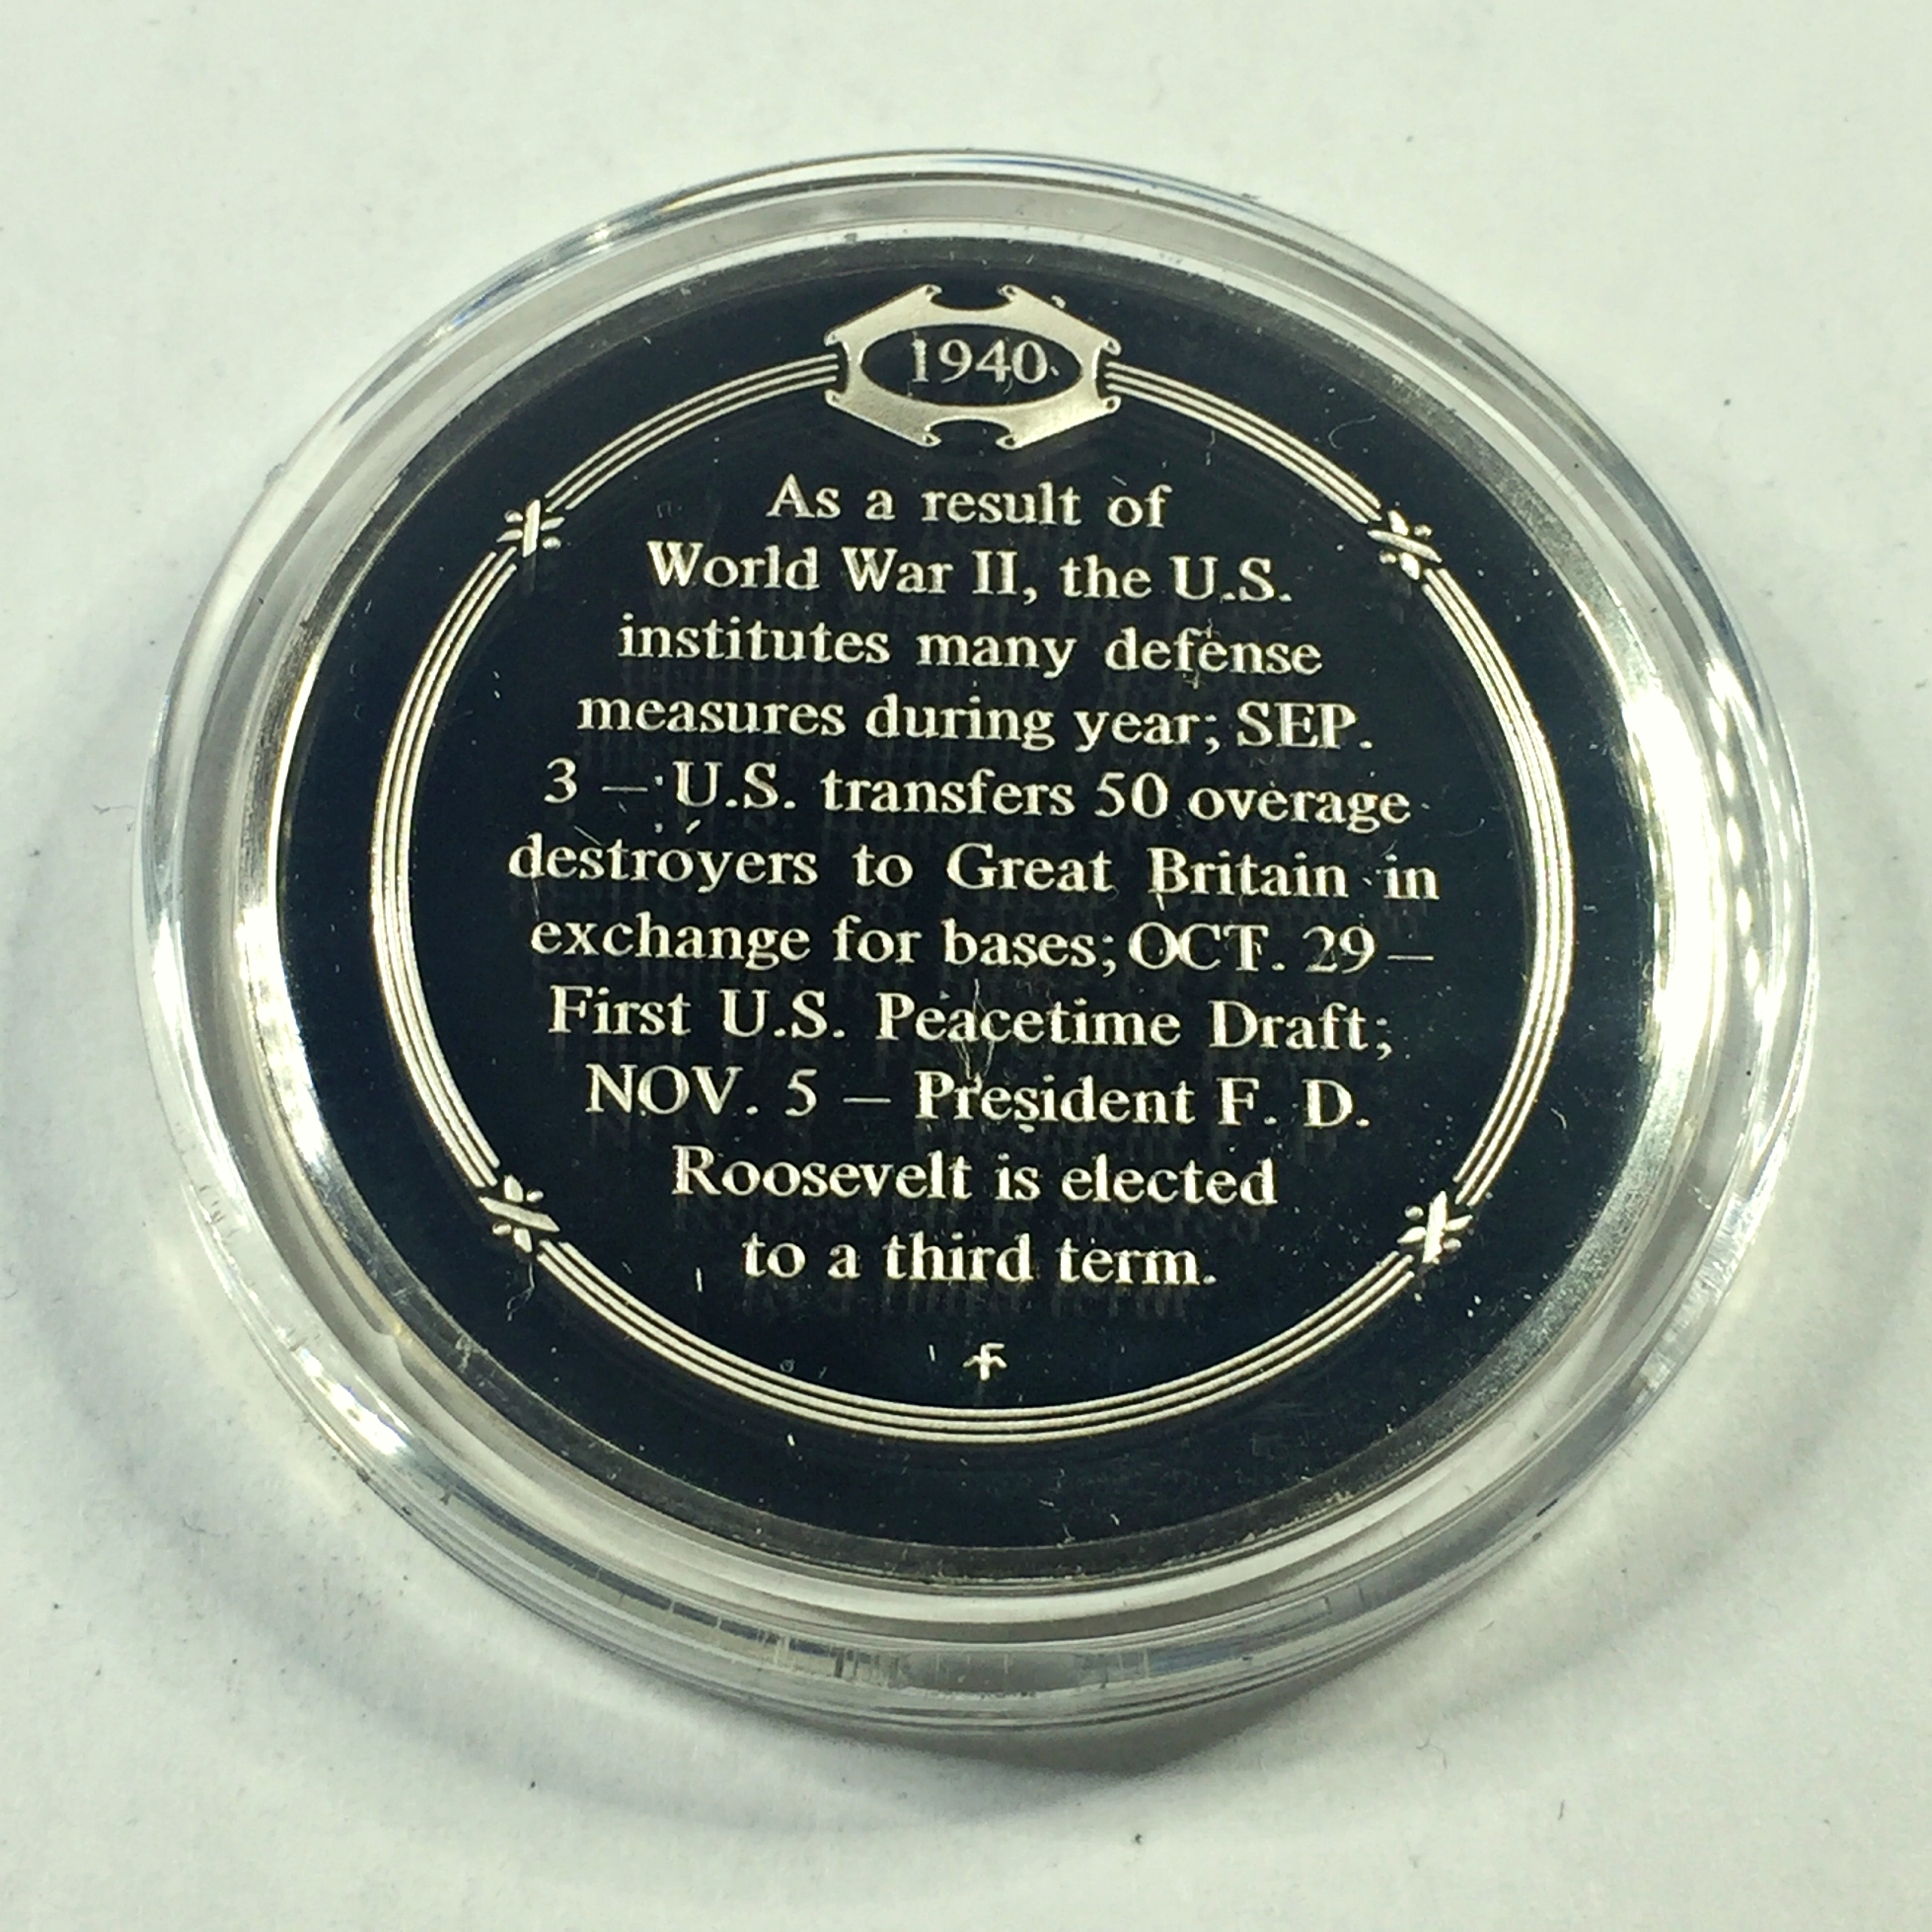 1940
As a result of
World War II, the U.S.
institutes many defense
measures during year; SEP.
3 — U.S. transfers 50 overage
destroyers to Great Britain in
exchange for bases; OCT. 29 —
First U.S. Peacetime Draft;
NOV. 5 — President F. D.
Roosevelt is elected
to a third term.